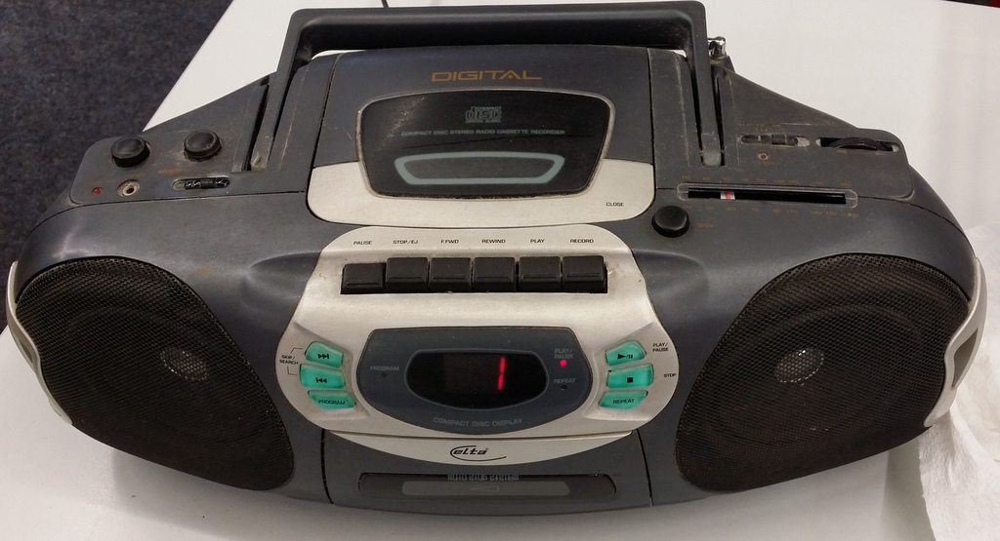 DIGITAL
DISC
COMPACT DISC STEREO RADIO CASSETTE RECORDER
CLOSE
PAUSE STOP/EJ. F.FWD REWIND PLAY RECORD
SKIP/
SEARCH
PROGRAM
PROGRAM
1
PLAY/
PAUSE
REPEAT
PLAY/
PAUSE
STOP
REPEAT
COMPACT DISC DISPLAY
elta